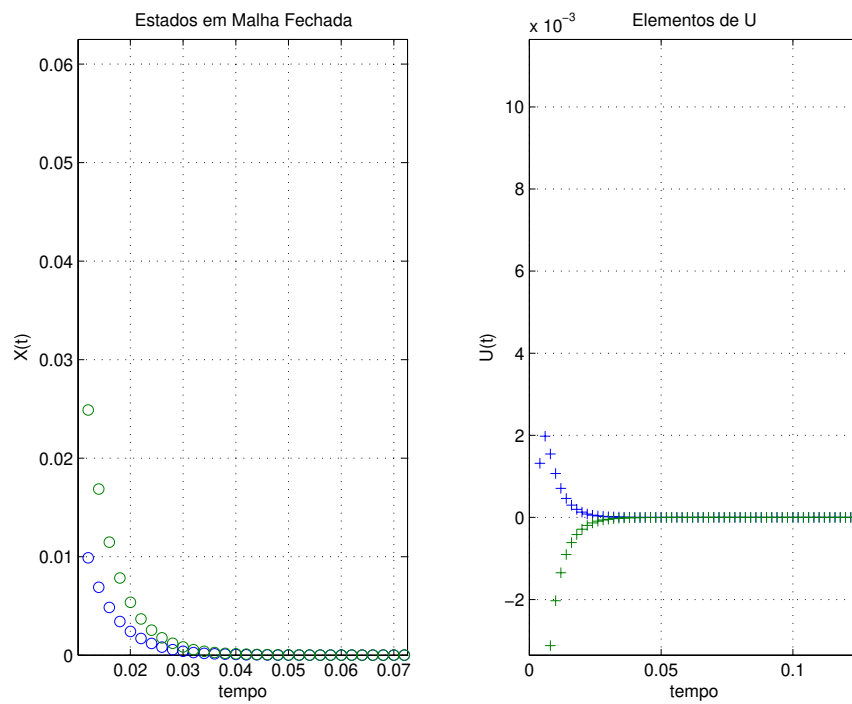 Estados em Malha Fechada
0.06
0.05
0.04
0.03
0.02
0.01
0
X(t)
0.02 0.03 0.04 0.05 0.06 0.07
tempo
Elementos de U
x 10⁻³
10
8
6
4
2
0
−2
U(t)
0 0.05 0.1
tempo